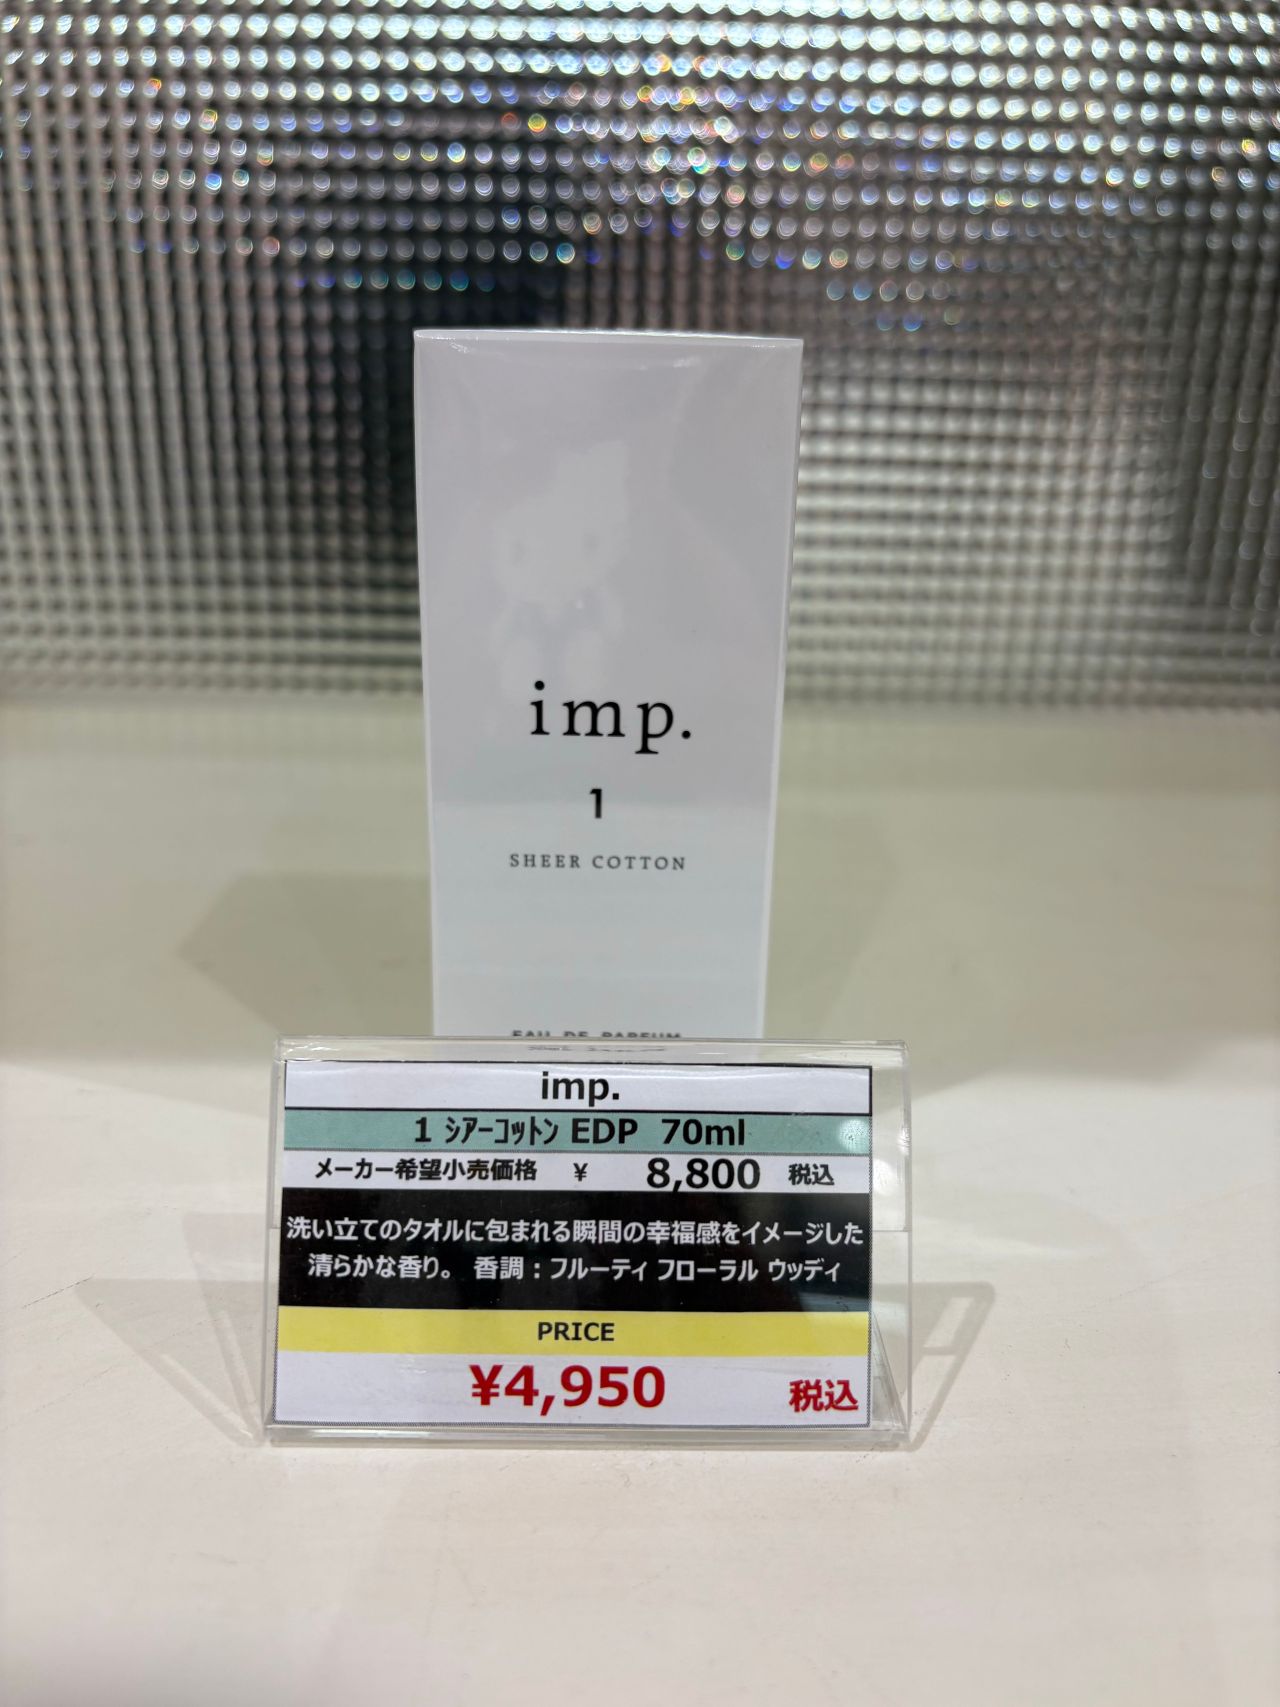 imp.
1
SHEER COTTON
EAU DE PARFUM
imp.
1 ｼｱｰｺｯﾄﾝ EDP 70ml
メーカー希望小売価格 ¥ 8,800 税込
洗い立てのタオルに包まれる瞬間の幸福感をイメージした
清らかな香り。 香調：フルーティ フローラル ウッディ
PRICE
¥4,950 税込